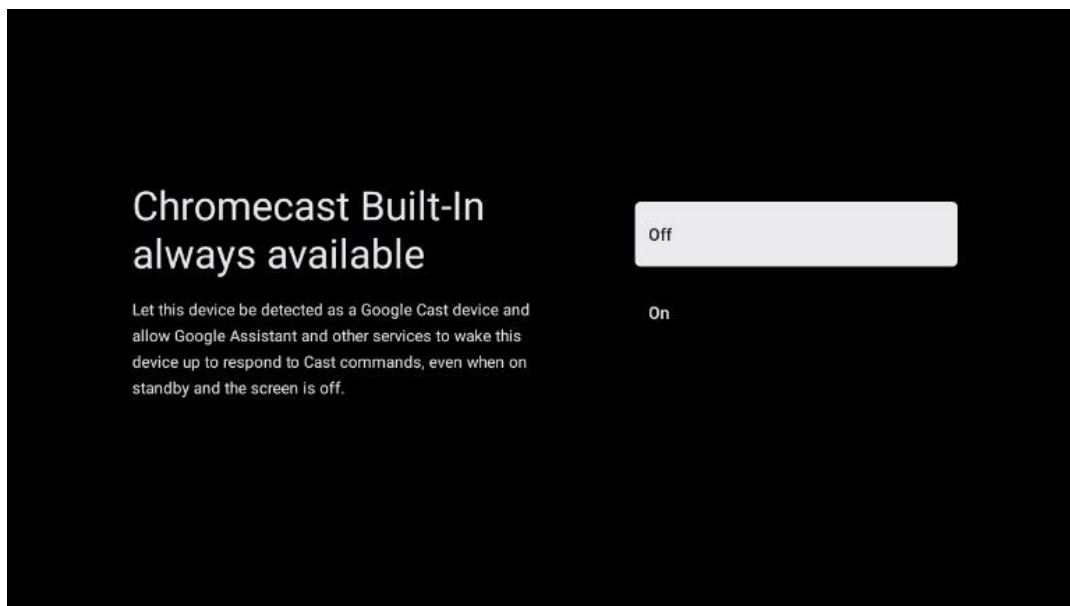 Chromecast Built-In
always available
Let this device be detected as a Google Cast device and
allow Google Assistant and other services to wake this
device up to respond to Cast commands, even when on
standby and the screen is off.
Off
On